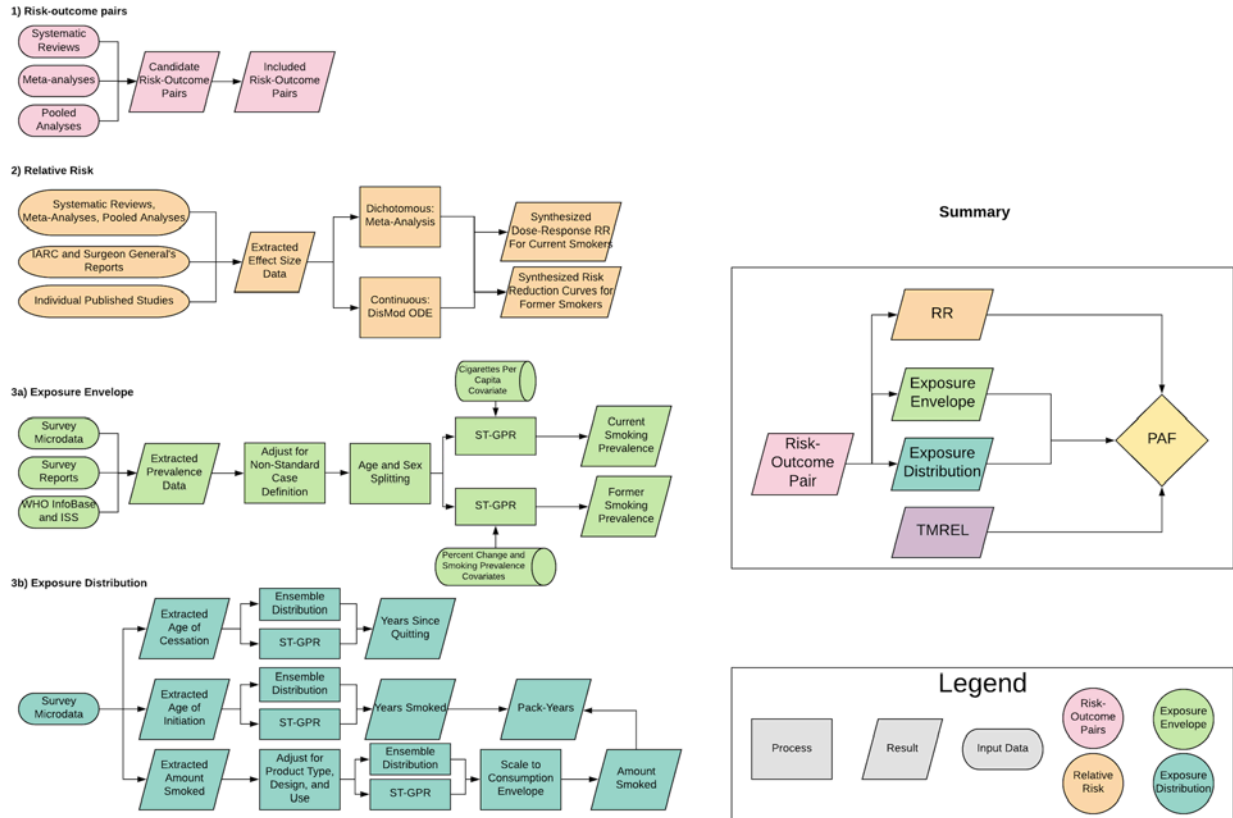 1) Risk-outcome pairs
Systematic
Reviews
Meta-analyses
Pooled
Analyses
Candidate
Risk-Outcome
Pairs
Included
Risk-Outcome
Pairs
2) Relative Risk
Systematic Reviews,
Meta-Analyses, Pooled Analyses
IARC and Surgeon General's
Reports
Individual Published Studies
Extracted
Effect Size
Data
Dichotomous:
Meta-Analysis
Continuous:
DisMod ODE
Synthesized
Dose-Response RR
For Current Smokers
Synthesized Risk
Reduction Curves for
Former Smokers
3a) Exposure Envelope
Survey
Microdata
Survey
Reports
WHO InfoBase
and ISS
Extracted
Prevalence
Data
Adjust for
Non-Standard
Case
Definition
Age and Sex
Splitting
Cigarettes Per
Capita
Covariate
ST-GPR
ST-GPR
Percent Change and
Smoking Prevalence
Covariates
Current
Smoking
Prevalence
Former
Smoking
Prevalence
3b) Exposure Distribution
Survey
Microdata
Extracted
Age of
Cessation
Ensemble
Distribution
ST-GPR
Years Since
Quitting
Extracted
Age of
Initiation
Ensemble
Distribution
ST-GPR
Years Smoked
Pack-Years
Extracted
Amount
Smoked
Adjust for
Product Type,
Design, and
Use
Ensemble
Distribution
ST-GPR
Scale to
Consumption
Envelope
Amount
Smoked
Summary
Risk-
Outcome
Pair
RR
Exposure
Envelope
Exposure
Distribution
TMREL
PAF
Legend
Process
Result
Input Data
Risk-
Outcome
Pairs
Exposure
Envelope
Relative
Risk
Exposure
Distribution